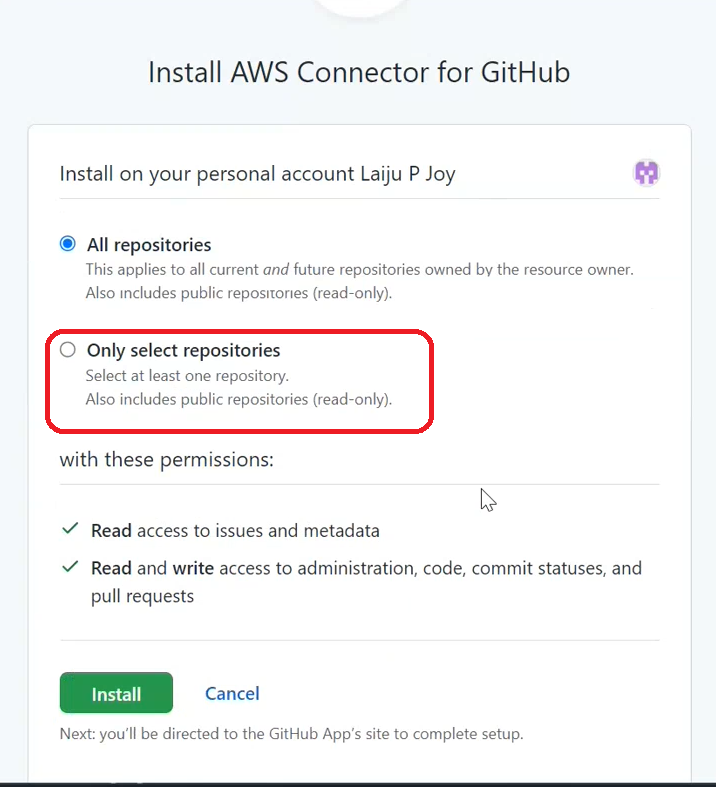 Install AWS Connector for GitHub
Install on your personal account Laiju P Joy
All repositories
This applies to all current and future repositories owned by the resource owner.
Also includes public repositories (read-only).
Only select repositories
Select at least one repository.
Also includes public repositories (read-only).
with these permissions:
Read access to issues and metadata
Read and write access to administration, code, commit statuses, and
pull requests
Install Cancel
Next: you'll be directed to the GitHub App's site to complete setup.